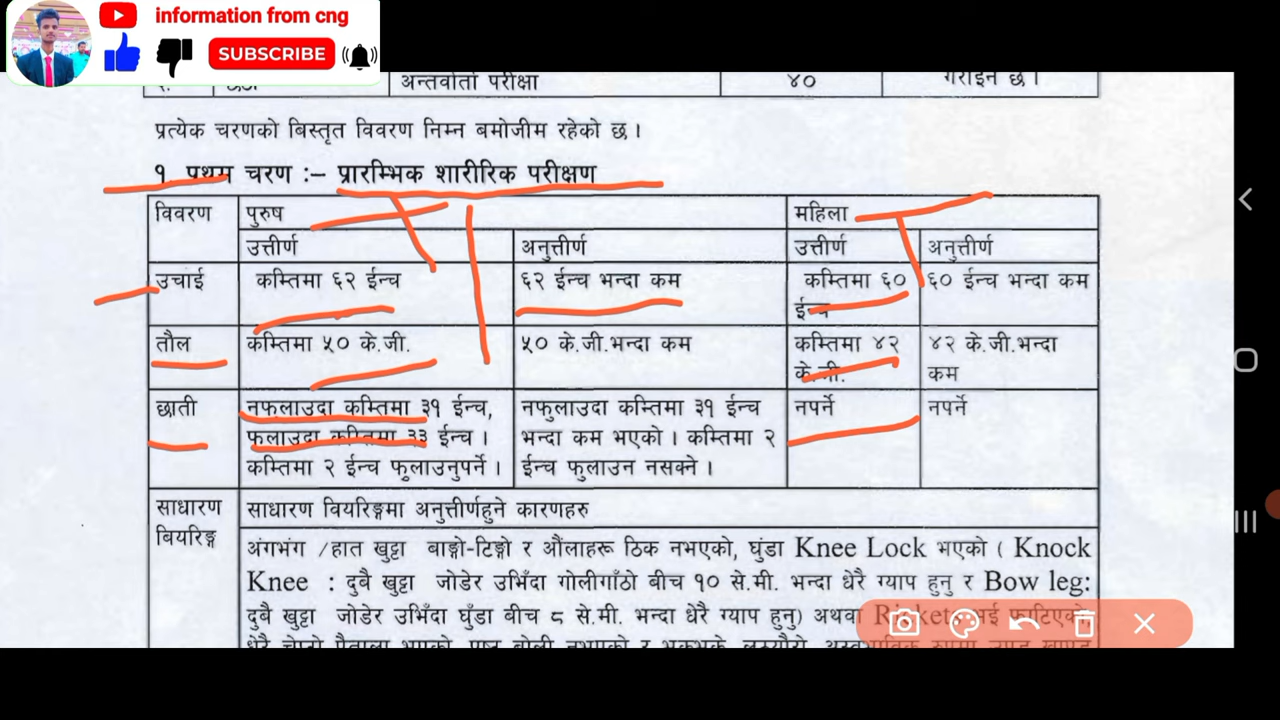 information from cng
SUBSCRIBE
अन्तर्वार्ता परीक्षा ४० गराइने छ ।
प्रत्येक चरणको बिस्तृत विवरण निम्न बमोजीम रहेको छ ।
१ प्रथम चरण :– प्रारम्भिक शारीरिक परीक्षण
विवरण पुरुष महिला
उत्तीर्ण अनुत्तीर्ण उत्तीर्ण अनुत्तीर्ण
उचाई कम्तिमा ६२ ईन्च ६२ ईन्च भन्दा कम कम्तिमा ६० ६० ईन्च भन्दा कम
ईन्च
तौल कम्तिमा ५० के.जी. ५० के.जी.भन्दा कम कम्तिमा ४२ ४२ के.जी.भन्दा
के.जी. कम
छाती नफुलाउदा कम्तिमा ३१ ईन्च, नफुलाउदा कम्तिमा ३१ ईन्च नपर्ने नपर्ने
फुलाउदा कम्तिमा ३३ ईन्च । भन्दा कम भएको । कम्तिमा २
कम्तिमा २ ईन्च फुलाउनुपर्ने । ईन्च फुलाउन नसक्ने ।
साधारण साधारण वियरिङ्गमा अनुत्तीर्णहुने कारणहरु
बियरिङ्ग
अंगभंग /हात खुट्टा बाङ्गो-टिङ्गो र औंलाहरू ठिक नभएको, घुंडा Knee Lock भएको ( Knock
Knee : दुबै खुट्टा जोडेर उभिँदा गोलीगाँठो बीच १० से.मी. भन्दा धेरै ग्याप हुनु र Bow leg:
दुबै खुट्टा जोडेर उभिँदा घुँडा बीच ८ से.मी. भन्दा धेरै ग्याप हुनु) अथवा Rickets भई फाटिएको,